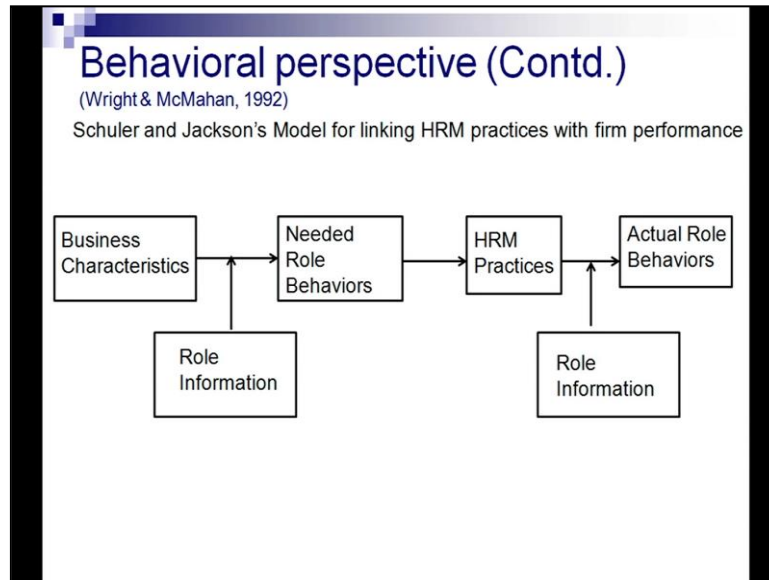 Behavioral perspective (Contd.)
(Wright & McMahan, 1992)
Schuler and Jackson's Model for linking HRM practices with firm performance
Business
Characteristics
Needed
Role
Behaviors
HRM
Practices
Actual Role
Behaviors
Role
Information
Role
Information